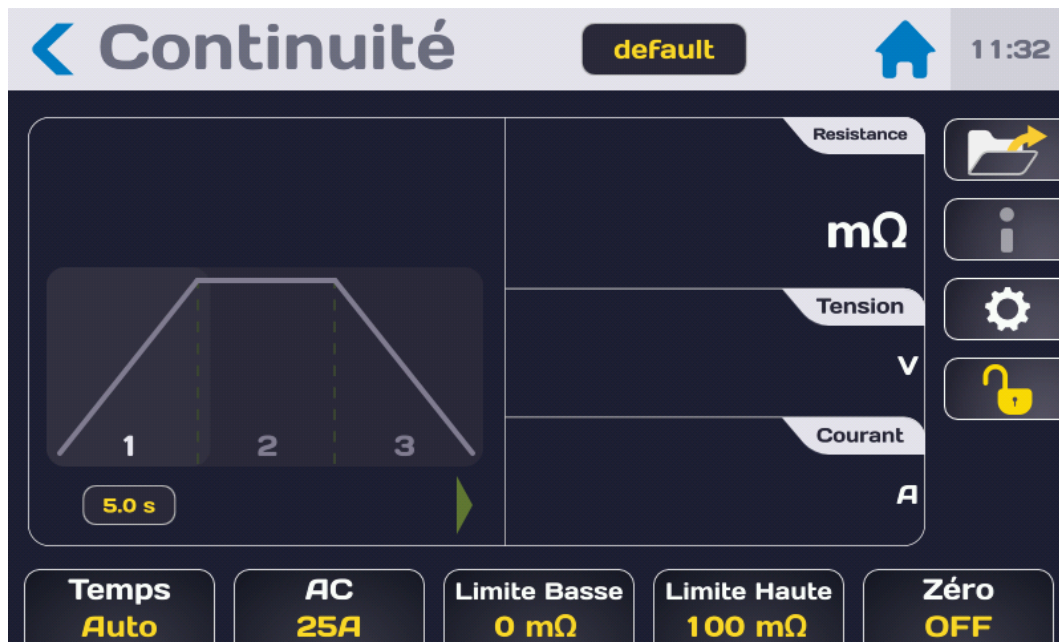 Continuité
default
11:32
Resistance
mΩ
Tension
V
Courant
A
1 2 3
5.0 s
Temps
Auto
AC
25A
Limite Basse
0 mΩ
Limite Haute
100 mΩ
Zéro
OFF